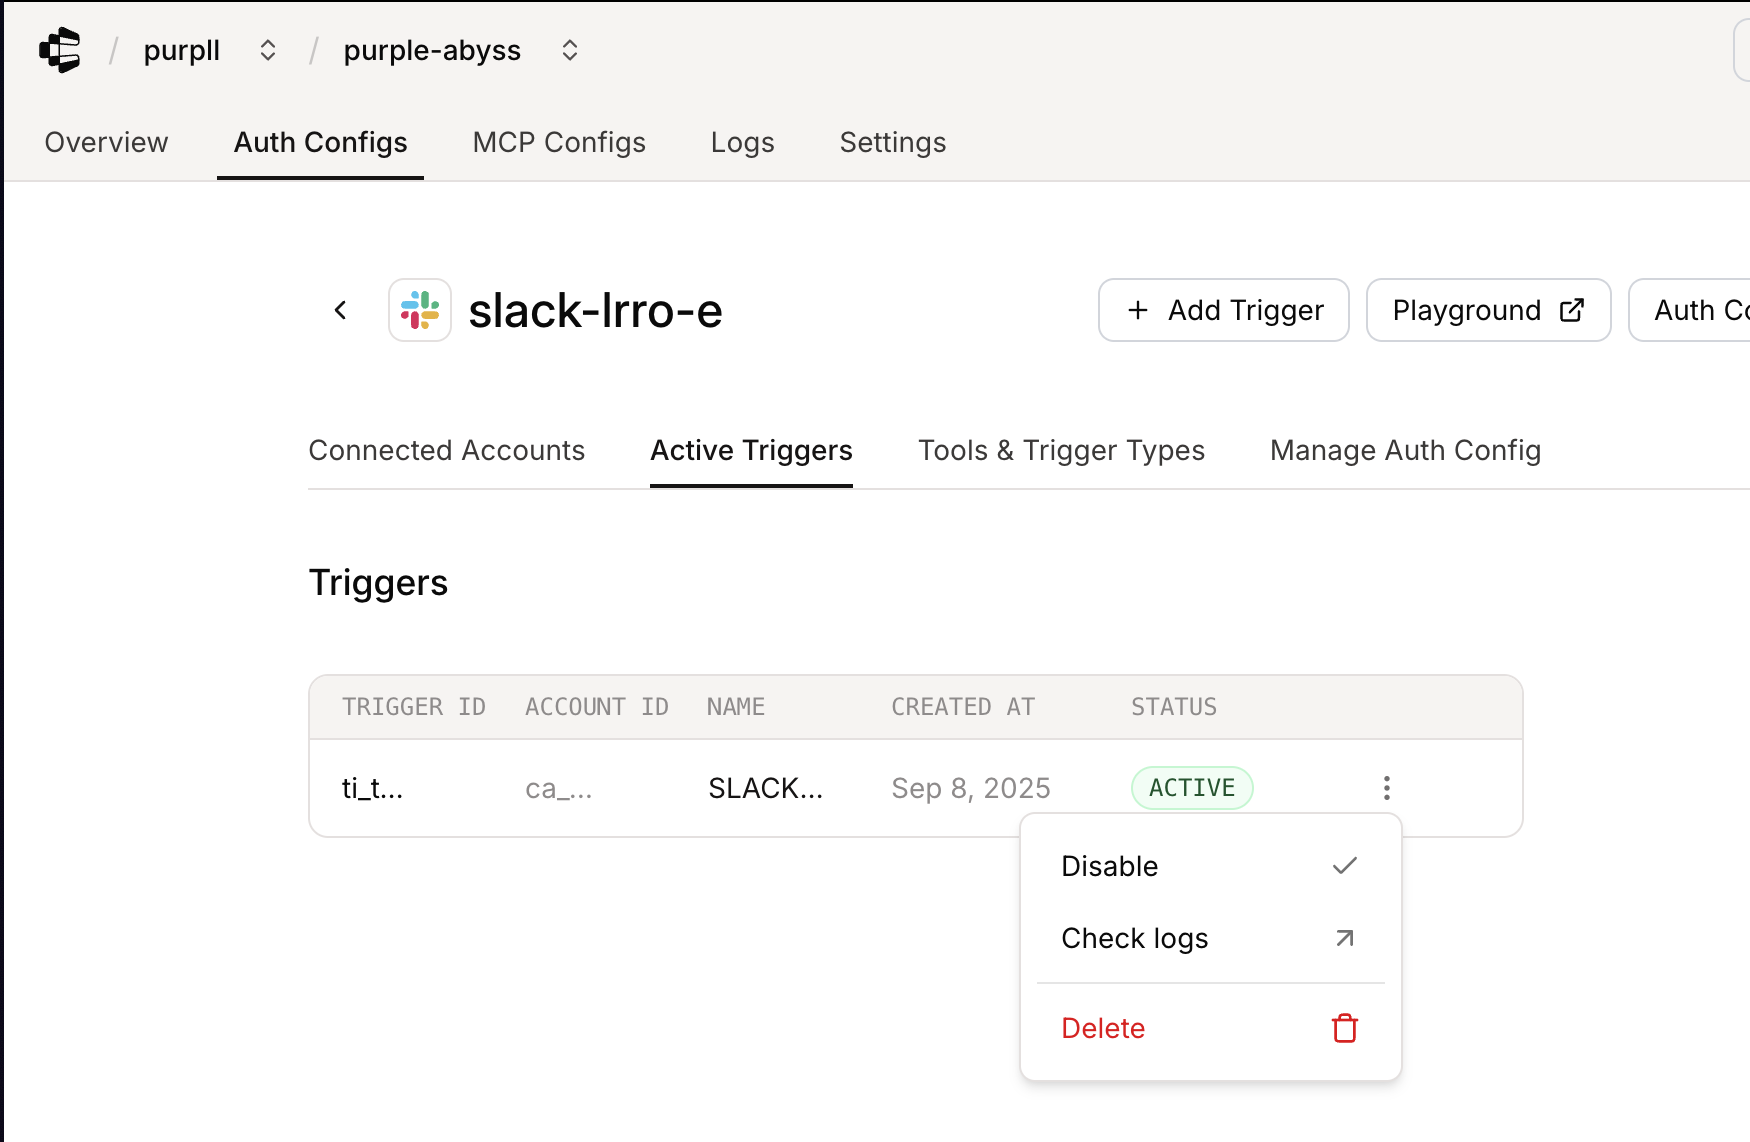 / purpll / purple-abyss
Overview Auth Configs MCP Configs Logs Settings
slack-lrro-e + Add Trigger Playground Auth Co
Connected Accounts Active Triggers Tools & Trigger Types Manage Auth Config
Triggers
TRIGGER ID ACCOUNT ID NAME CREATED AT STATUS
ti_t... ca_... SLACK... Sep 8, 2025 ACTIVE
Disable
Check logs
Delete